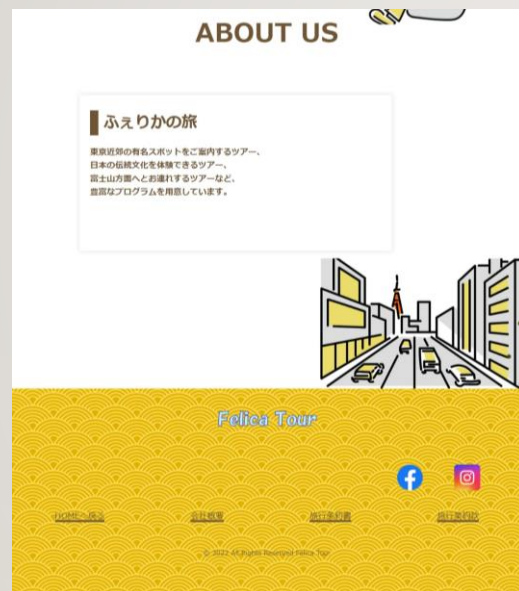 ABOUT US
ふぇりかの旅
東京近郊の有名スポットをご案内するツアー、
日本の伝統文化を体験できるツアー、
富士山方面へとお連れするツアーなど、
豊富なプログラムを用意しています。
Felica Tour
HOMEへ戻る 会社概要 旅行条件書 旅行業約款
© 2022 All Rights Reserved Felica Tour